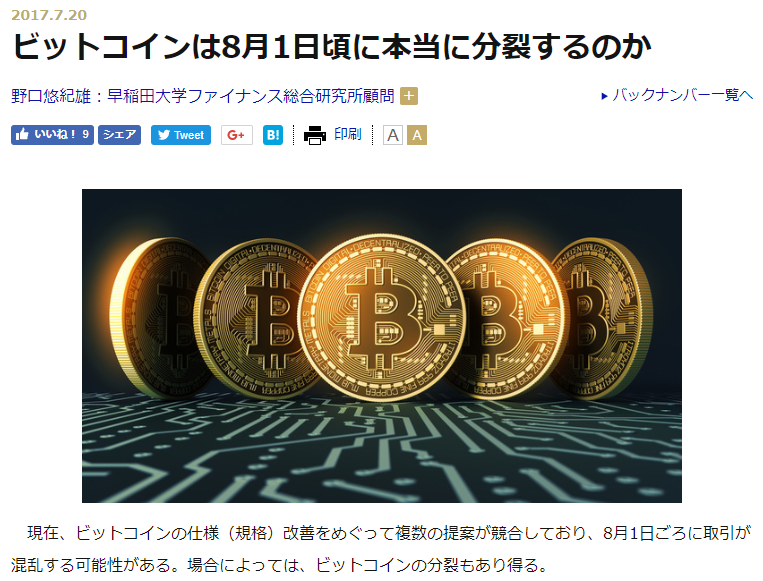 2017.7.20
ビットコインは8月1日頃に本当に分裂するのか
野口悠紀雄：早稲田大学ファイナンス総合研究所顧問 +
▶ バックナンバー一覧へ
いいね！ 9 シェア Tweet G+ B! 印刷 A A
現在、ビットコインの仕様（規格）改善をめぐって複数の提案が競合しており、8月1日ごろに取引が
混乱する可能性がある。場合によっては、ビットコインの分裂もあり得る。